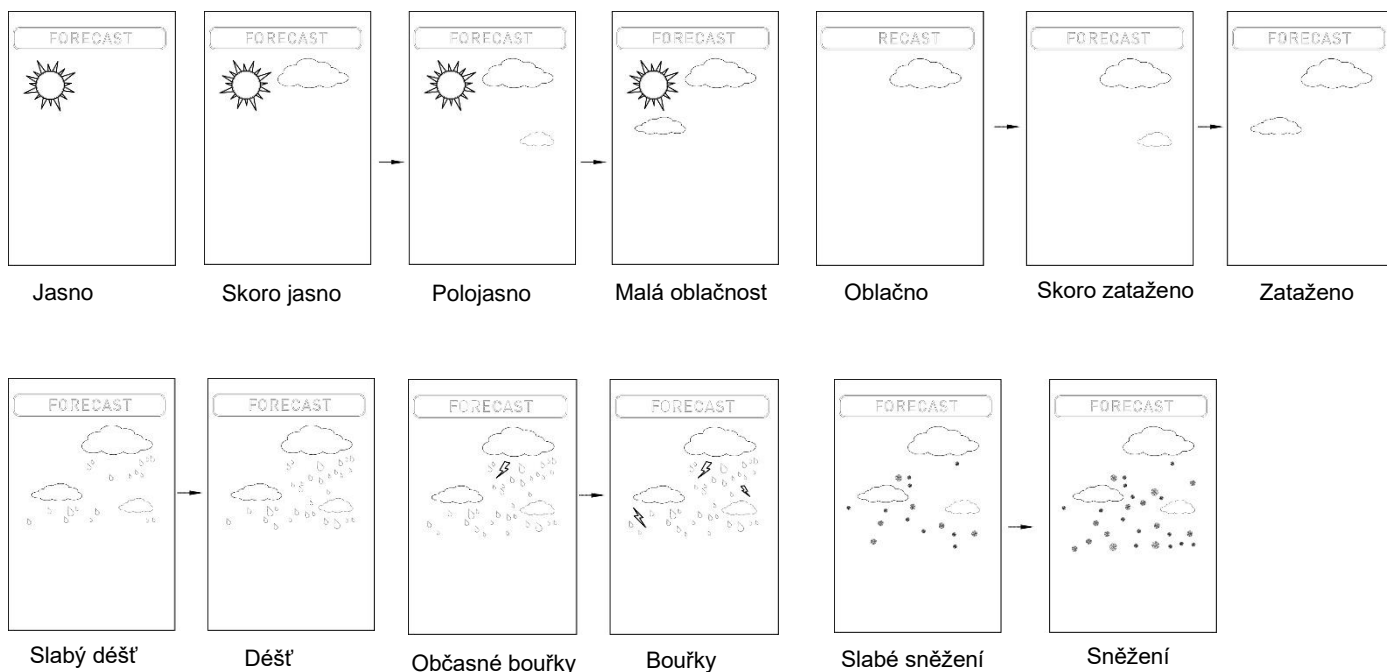 FORECAST FORECAST FORECAST FORECAST RECAST FORECAST FORECAST
Jasno Skoro jasno Polojasno Malá oblačnost Oblačno Skoro zataženo Zataženo
FORECAST FORECAST FORECAST FORECAST FORECAST FORECAST
Slabý déšť Déšť Občasné bouřky Bouřky Slabé sněžení Sněžení